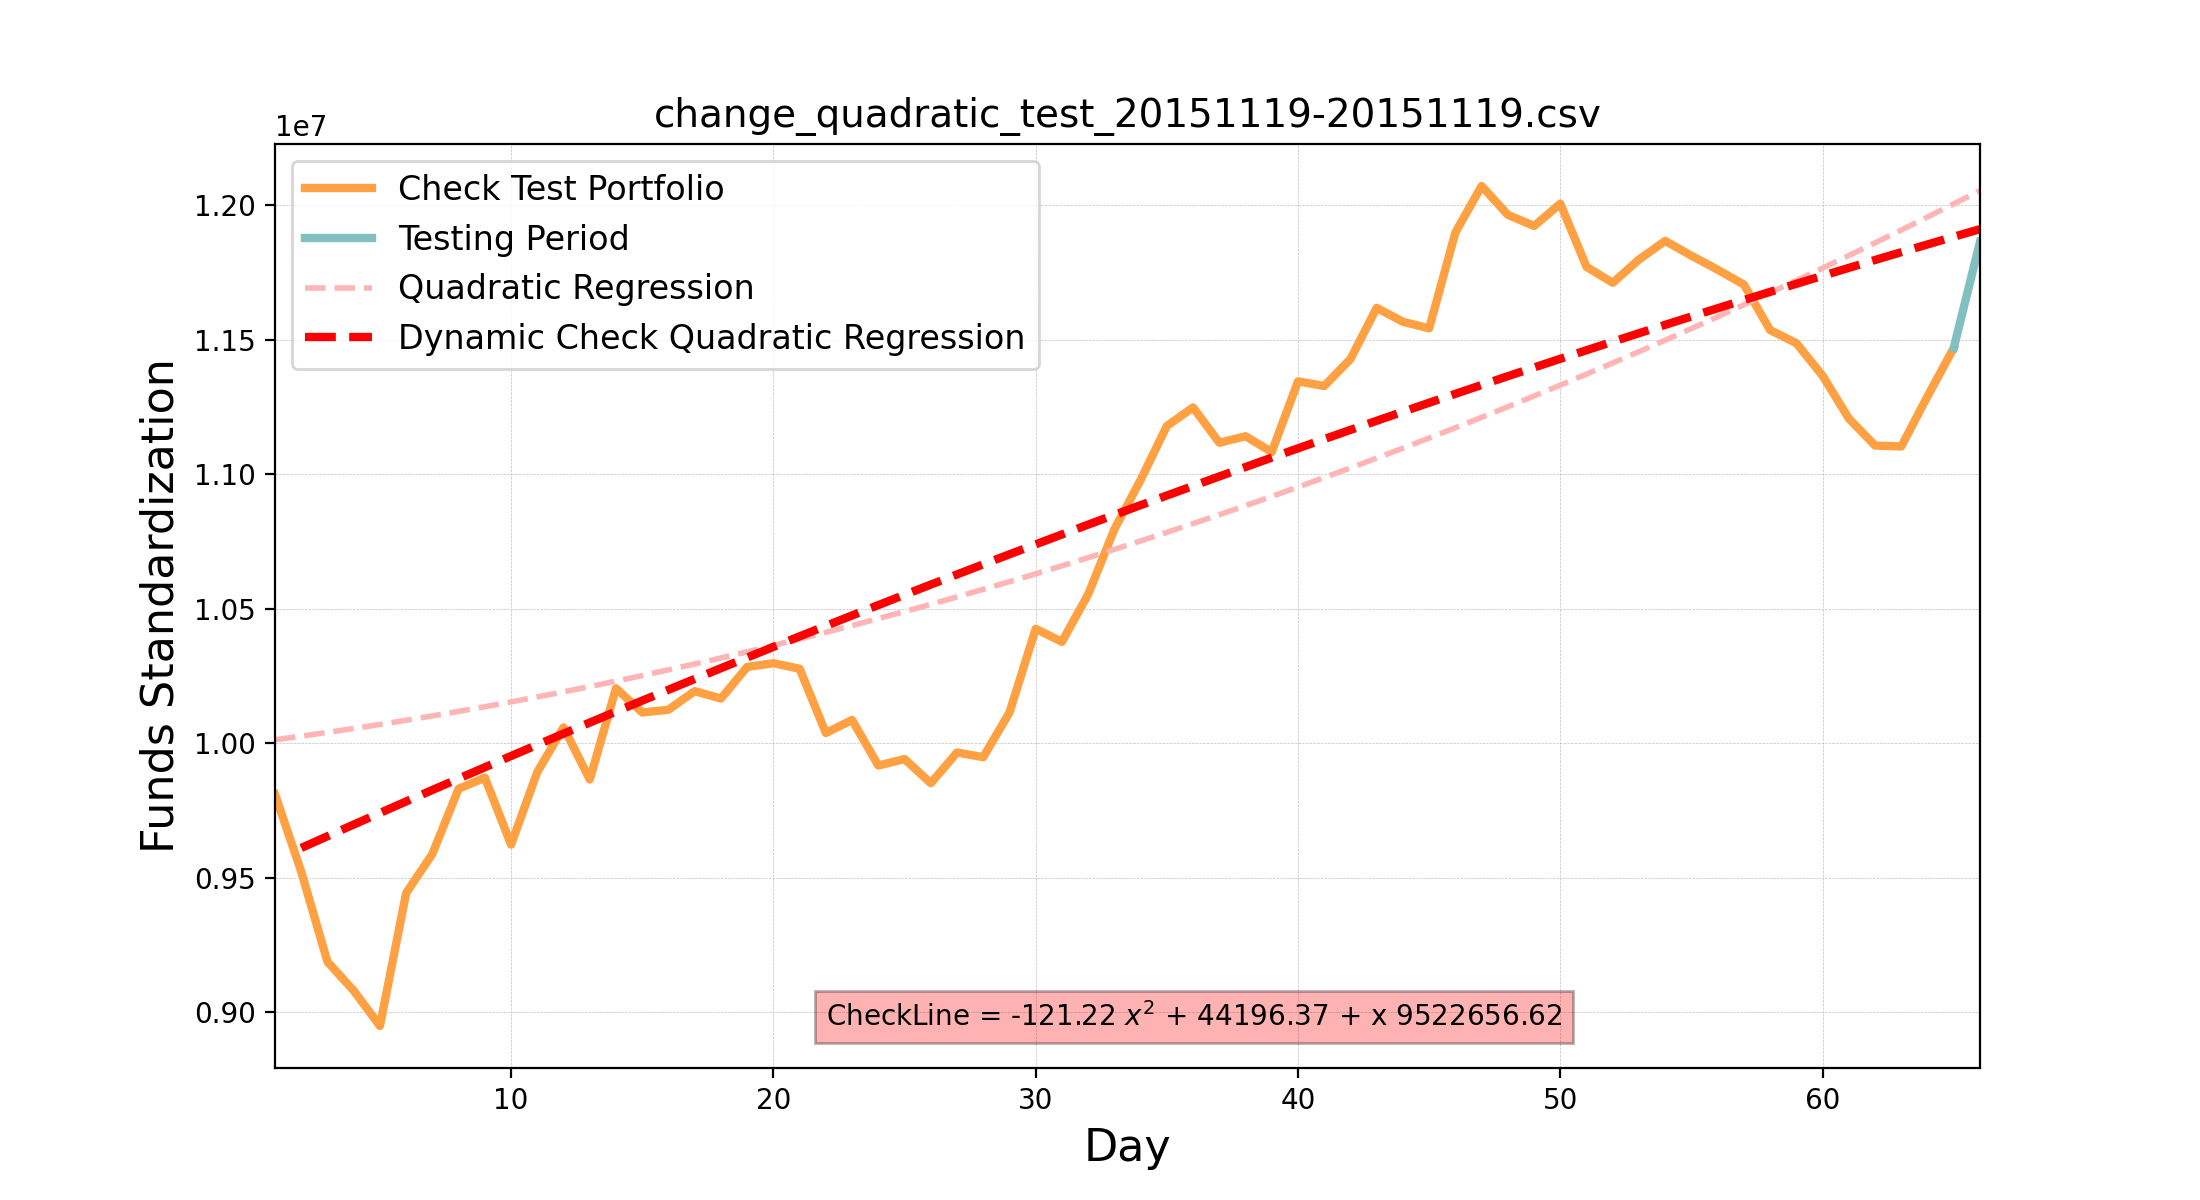 change_quadratic_test_20151119-20151119.csv
1e7
Check Test Portfolio
Testing Period
Quadratic Regression
Dynamic Check Quadratic Regression
1.20
1.15
1.10
1.05
1.00
0.95
0.90
Funds Standardization
CheckLine = -121.22 x² + 44196.37 + x 9522656.62
10 20 30 40 50 60
Day